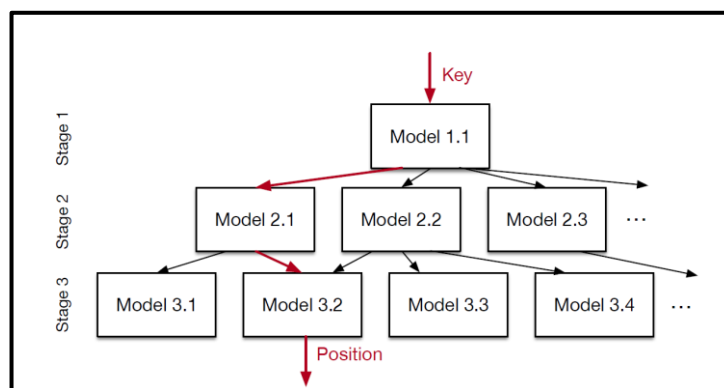 Key
Stage 1
Model 1.1
Stage 2
Model 2.1
Model 2.2
Model 2.3
...
Stage 3
Model 3.1
Model 3.2
Model 3.3
Model 3.4
...
Position